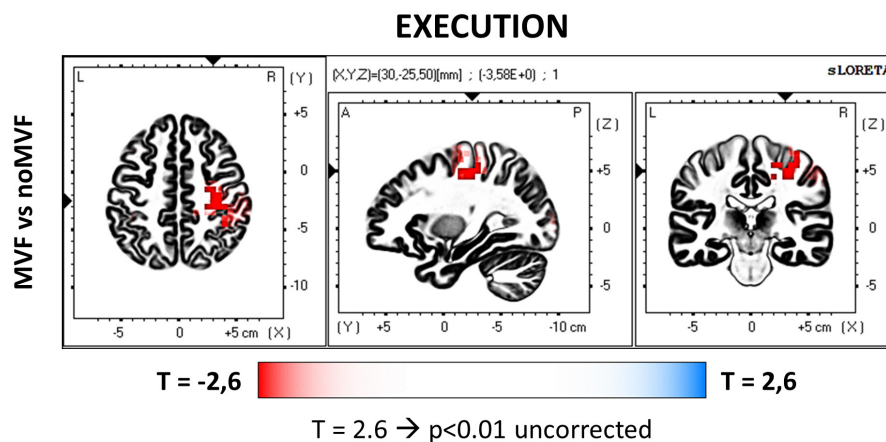 EXECUTION
MVF vs noMVF
L R (Y) (X,Y,Z)=(30,-25,50)[mm] ; (-3,58E+0) ; 1 sLORETA
A P (Z) L R (Z)
+5 +5 +5
0 0 0
-5 -5 -5
-10
-5 0 +5 cm (X) (Y) +5 0 -5 -10 cm -5 0 +5 cm (X)
T = -2,6 T = 2,6
T = 2.6 → p<0.01 uncorrected